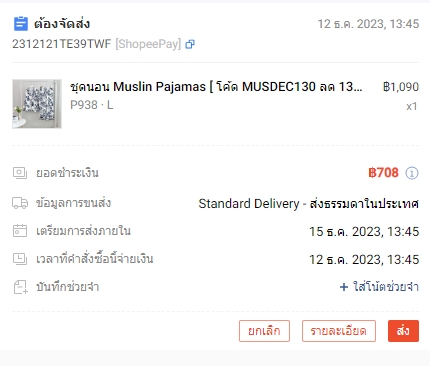 ต้องจัดส่ง
12 ธ.ค. 2023, 13:45
2312121TE39TWF [ShopeePay]
ชุดนอน Muslin Pajamas [ โค้ด MUSDEC130 ลด 13...
฿1,090
P938 · L
x1
ยอดชำระเงิน
฿708
ข้อมูลการขนส่ง
Standard Delivery - ส่งธรรมดาในประเทศ
เตรียมการส่งภายใน
15 ธ.ค. 2023, 13:45
เวลาที่คำสั่งซื้อนี้จ่ายเงิน
12 ธ.ค. 2023, 13:45
บันทึกช่วยจำ
+ ใส่โน้ตช่วยจำ
ยกเลิก
รายละเอียด
ส่ง